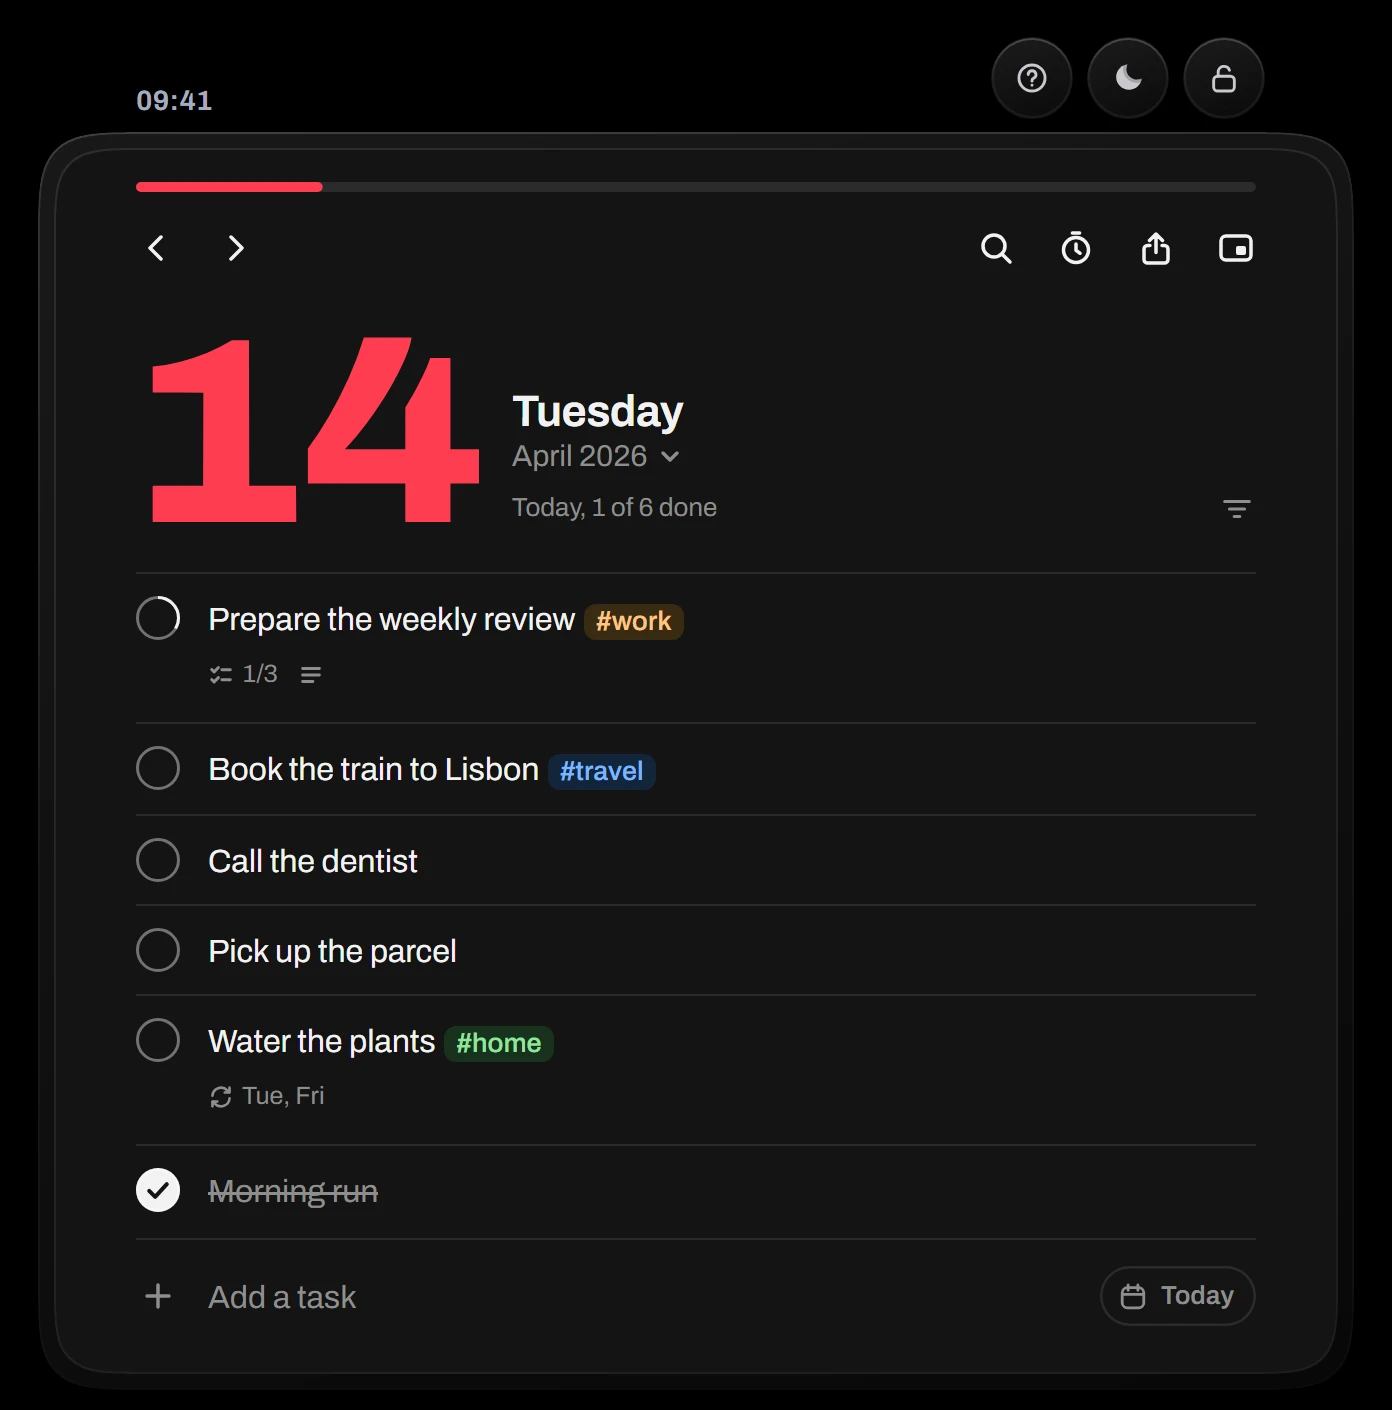 09:41
14
Tuesday
April 2026
Today, 1 of 6 done
Prepare the weekly review #work
1/3
Book the train to Lisbon #travel
Call the dentist
Pick up the parcel
Water the plants #home
Tue, Fri
Morning run
Add a task
Today